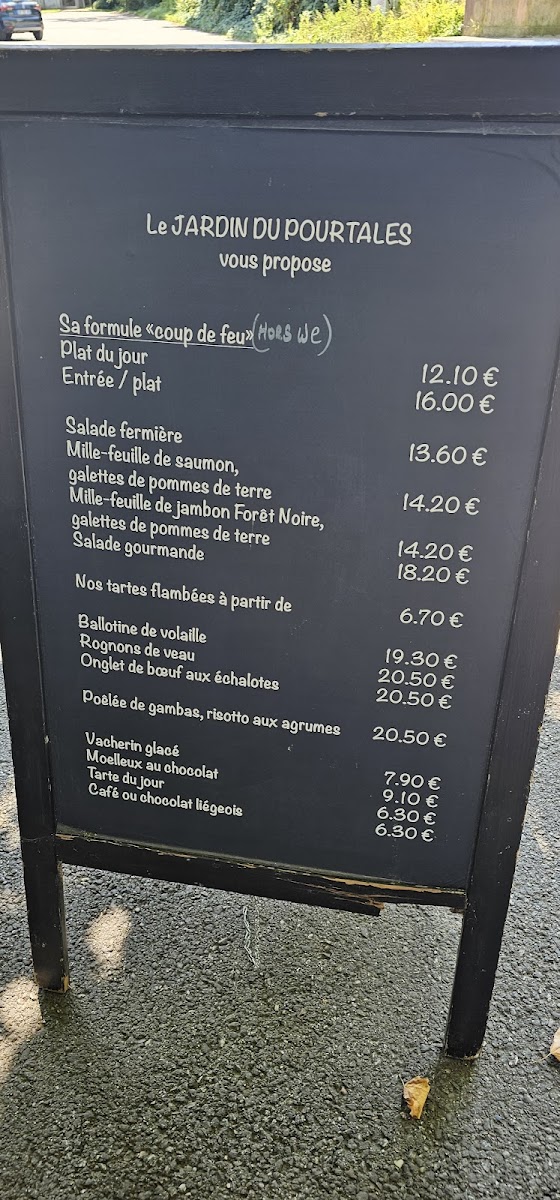 Le JARDIN DU POURTALES
vous propose
Sa formule «coup de feu» (HORS We)
Plat du jour 12.10 €
Entrée / plat 16.00 €
Salade fermière 13.60 €
Mille-feuille de saumon,
galettes de pommes de terre 14.20 €
Mille-feuille de jambon Forêt Noire,
galettes de pommes de terre 14.20 €
Salade gourmande 18.20 €
Nos tartes flambées à partir de 6.70 €
Ballotine de volaille 19.30 €
Rognons de veau 20.50 €
Onglet de bœuf aux échalotes 20.50 €
Poêlée de gambas, risotto aux agrumes 20.50 €
Vacherin glacé 7.90 €
Moelleux au chocolat 9.10 €
Tarte du jour 6.30 €
Café ou chocolat liégeois 6.30 €